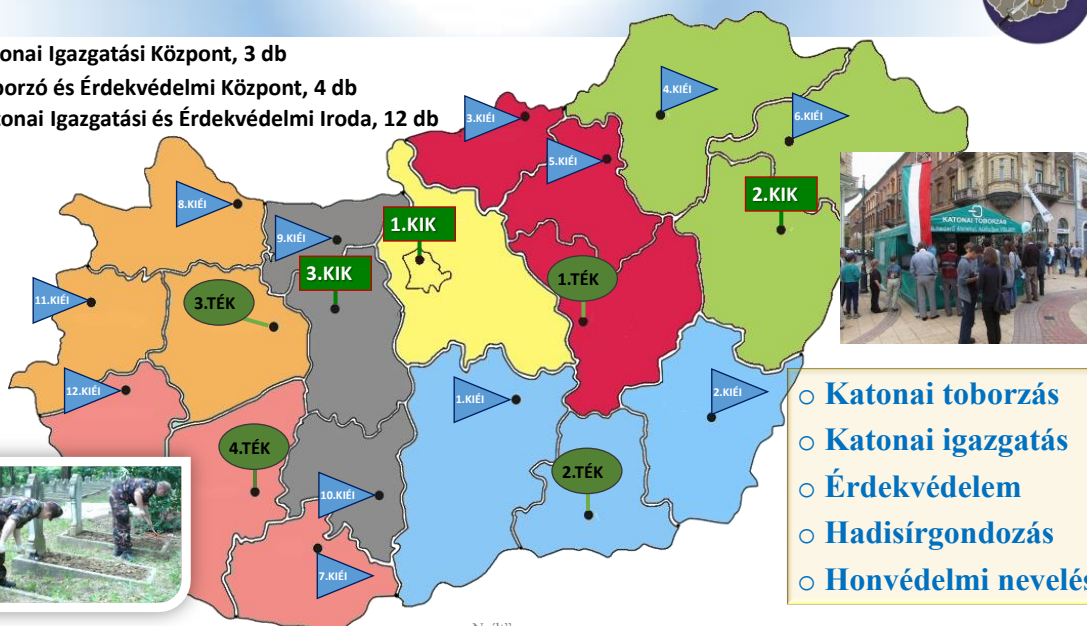 onai Igazgatási Központ, 3 db
borzó és Érdekvédelmi Központ, 4 db
tonai Igazgatási és Érdekvédelmi Iroda, 12 db
4.KIÉI
3.KIÉI
6.KIÉI
5.KIÉI
8.KIÉI
2.KIK
KATONAI TOBORZÁS
9.KIÉI
1.KIK
3.KIK
1.TÉK
11.KIÉI
3.TÉK
12.KIÉI
1.KIÉI
2.KIÉI
4.TÉK
2.TÉK
10.KIÉI
7.KIÉI
○ Katonai toborzás
○ Katonai igazgatás
○ Érdekvédelem
○ Hadisírgondozás
○ Honvédelmi nevelés